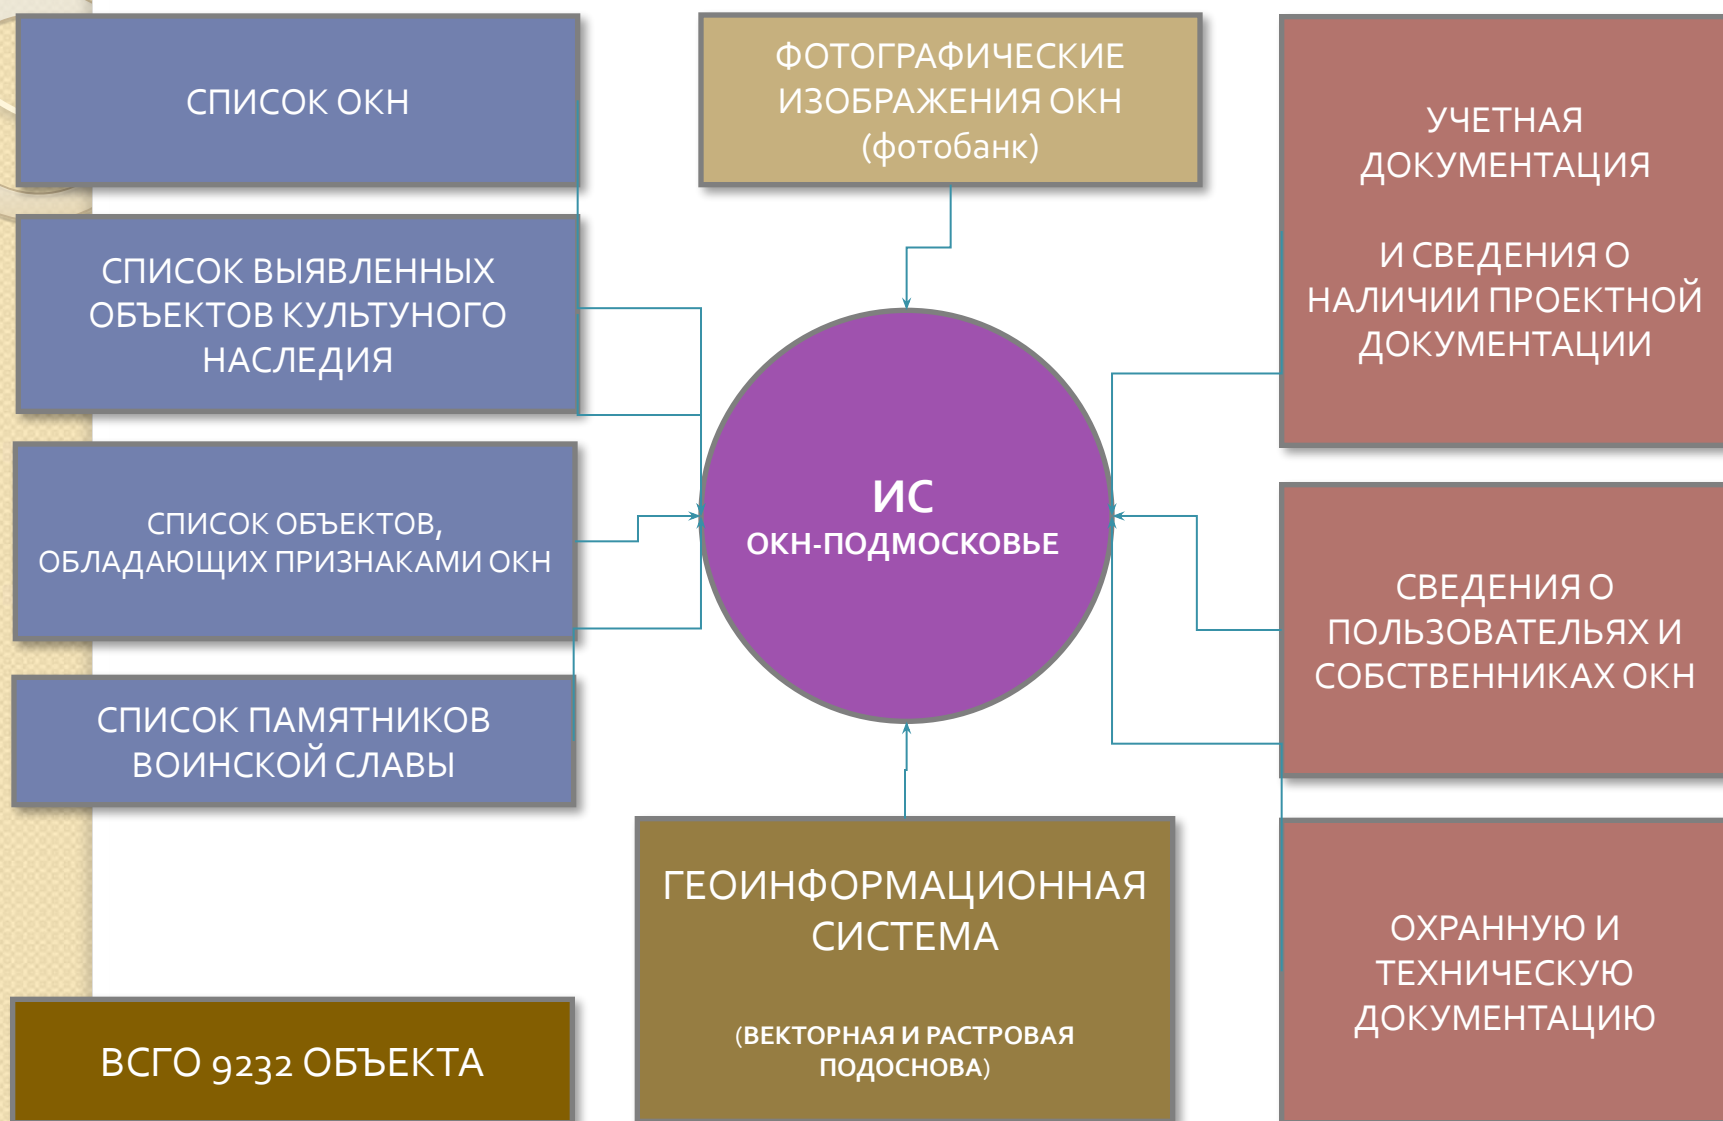 СПИСОК ОКН
СПИСОК ВЫЯВЛЕННЫХ
ОБЪЕКТОВ КУЛЬТУНОГО
НАСЛЕДИЯ
СПИСОК ОБЪЕКТОВ,
ОБЛАДАЮЩИХ ПРИЗНАКАМИ ОКН
СПИСОК ПАМЯТНИКОВ
ВОИНСКОЙ СЛАВЫ
ВСГО 9232 ОБЪЕКТА
ФОТОГРАФИЧЕСКИЕ
ИЗОБРАЖЕНИЯ ОКН
(фотобанк)
ИС
ОКН-ПОДМОСКОВЬЕ
ГЕОИНФОРМАЦИОННАЯ
СИСТЕМА
(ВЕКТОРНАЯ И РАСТРОВАЯ
ПОДОСНОВА)
УЧЕТНАЯ
ДОКУМЕНТАЦИЯ
И СВЕДЕНИЯ О
НАЛИЧИИ ПРОЕКТНОЙ
ДОКУМЕНТАЦИИ
СВЕДЕНИЯ О
ПОЛЬЗОВАТЕЛЬЯХ И
СОБСТВЕННИКАХ ОКН
ОХРАННУЮ И
ТЕХНИЧЕСКУЮ
ДОКУМЕНТАЦИЮ